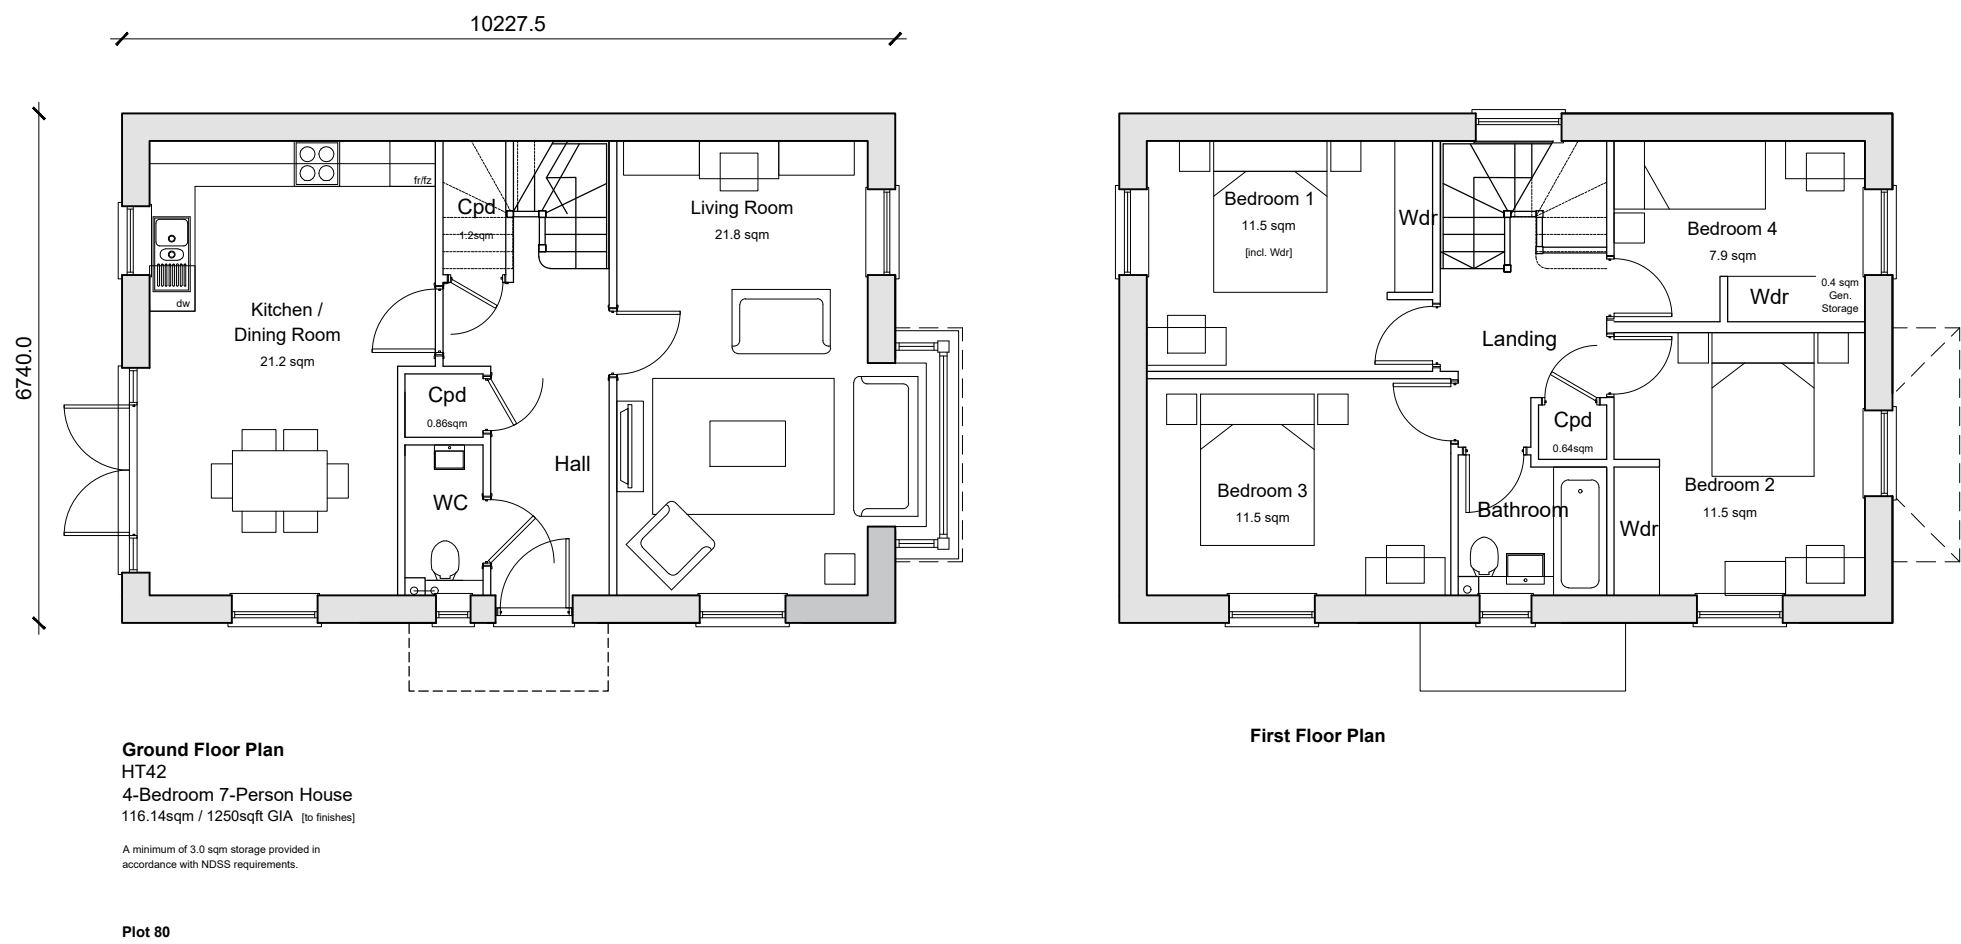 10227.5
6740.0
fr/fz
Cpd
1.2sqm
Living Room
21.8 sqm
dw
Kitchen /
Dining Room
21.2 sqm
Cpd
0.86sqm
Hall
WC
Bedroom 1
11.5 sqm
[incl. Wdr]
Wdr
Bedroom 4
7.9 sqm
Wdr
0.4 sqm
Gen.
Storage
Landing
Cpd
0.64sqm
Bedroom 3
11.5 sqm
Bathroom
Bedroom 2
11.5 sqm
Wdr
Ground Floor Plan
HT42
4-Bedroom 7-Person House
116.14sqm / 1250sqft GIA [to finishes]
A minimum of 3.0 sqm storage provided in
accordance with NDSS requirements.
Plot 80
First Floor Plan